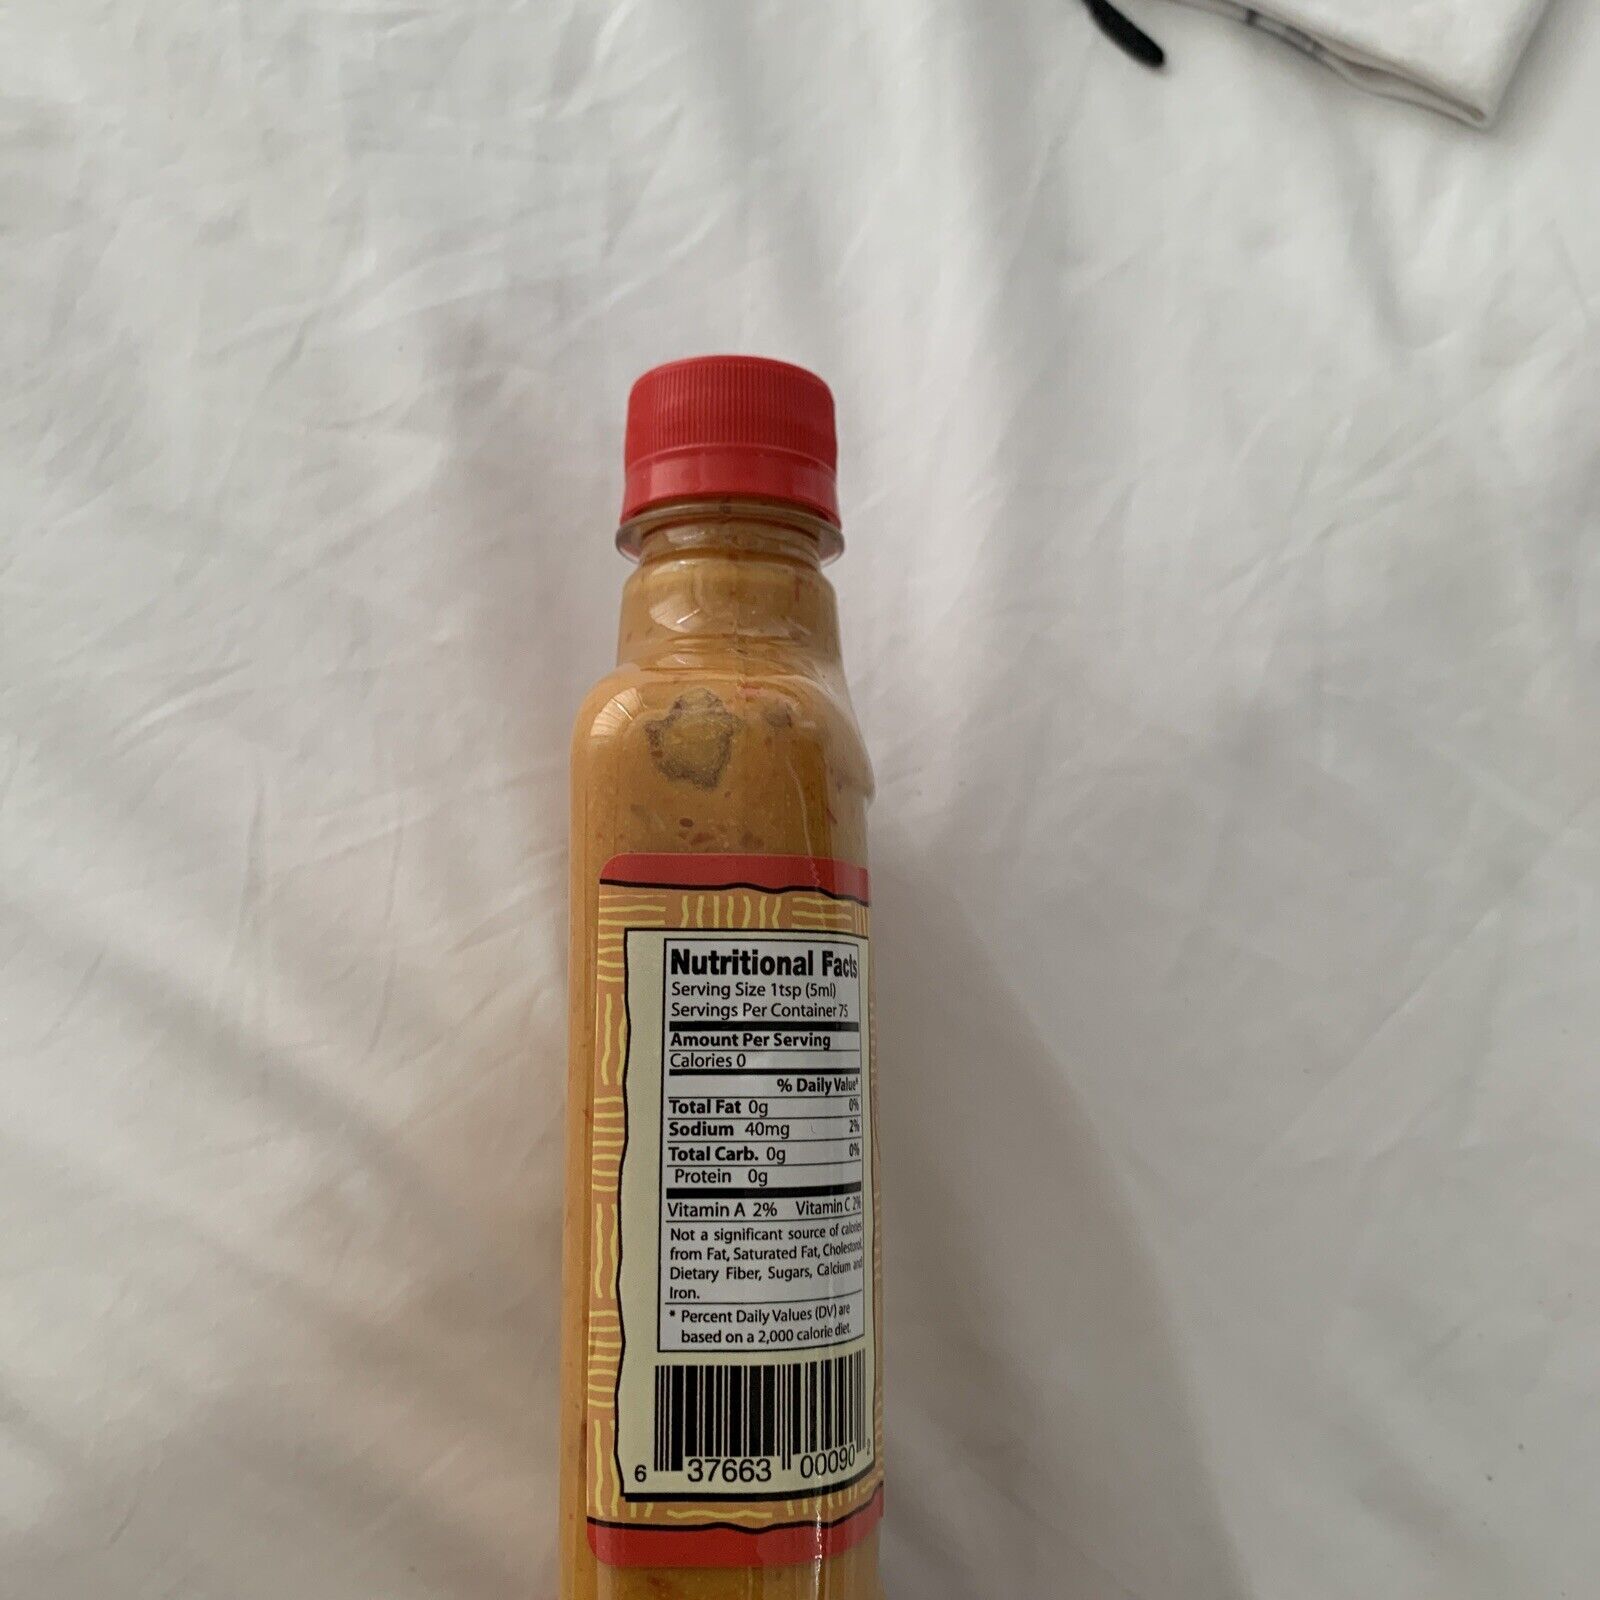 Nutritional Facts
Serving Size 1tsp (5ml)
Servings Per Container 75
Amount Per Serving
Calories 0
% Daily Value*
Total Fat 0g 0%
Sodium 40mg 2%
Total Carb. 0g 0%
Protein 0g
Vitamin A 2% Vitamin C 2%
Not a significant source of calories
from Fat, Saturated Fat, Cholesterol,
Dietary Fiber, Sugars, Calcium and
Iron.
* Percent Daily Values (DV) are
based on a 2,000 calorie diet.
6 37663 00090 2